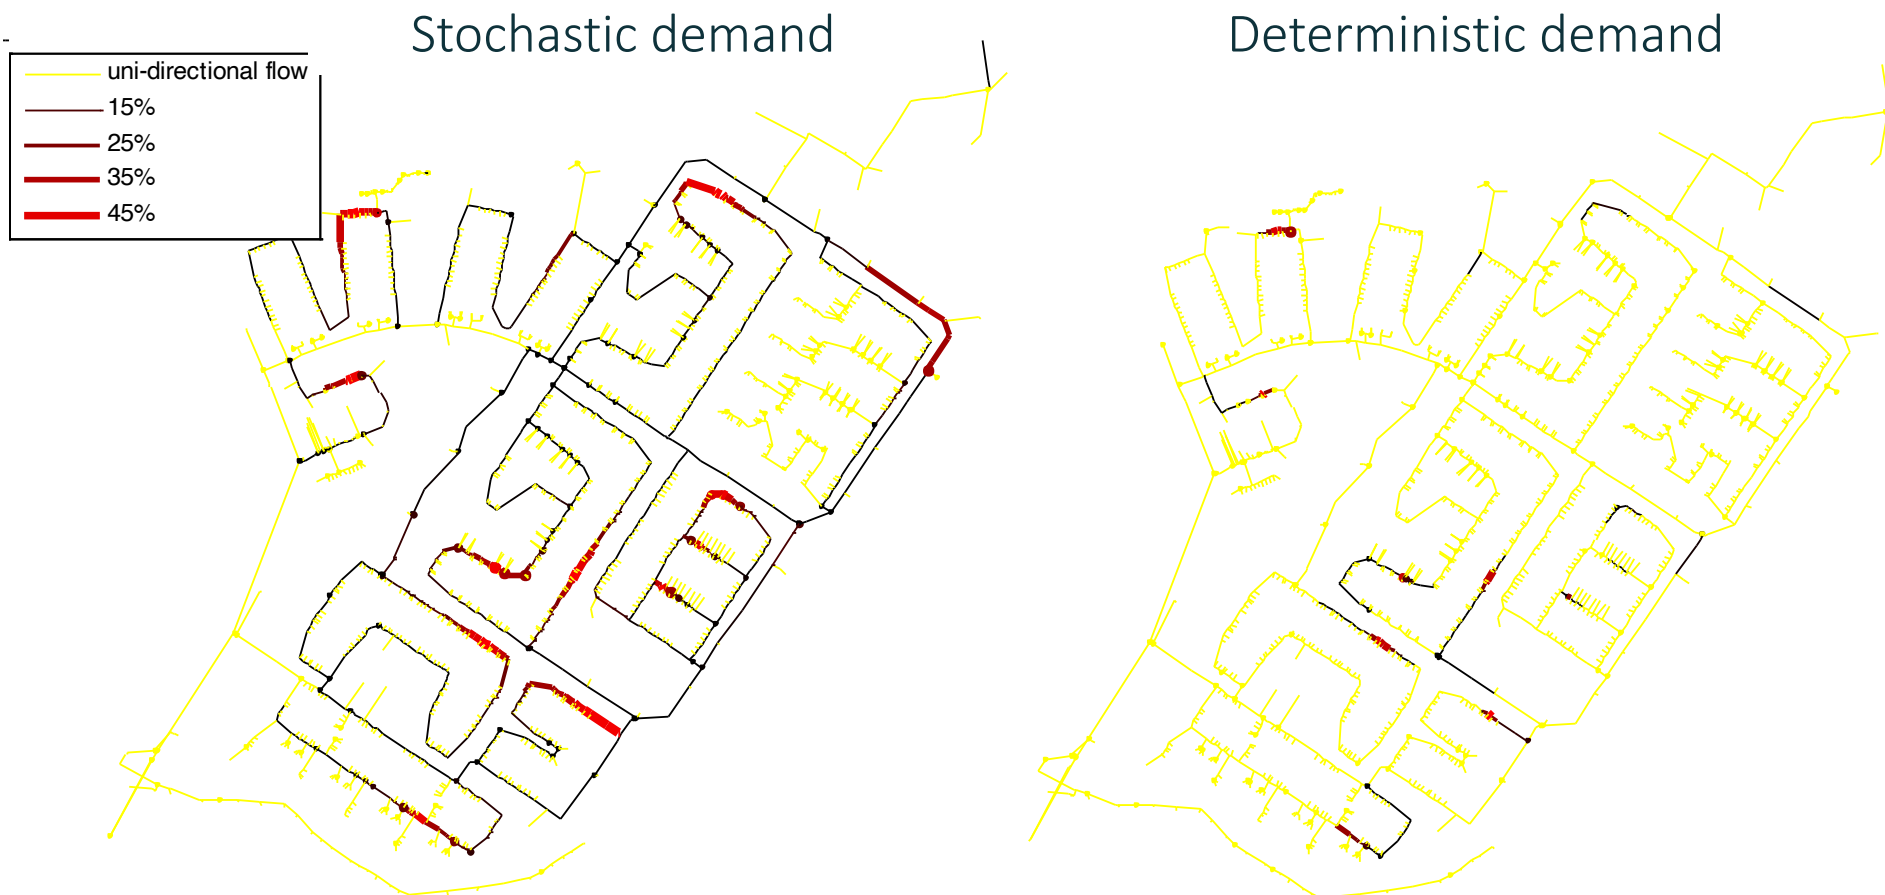 Stochastic demand
Deterministic demand
uni-directional flow
15%
25%
35%
45%